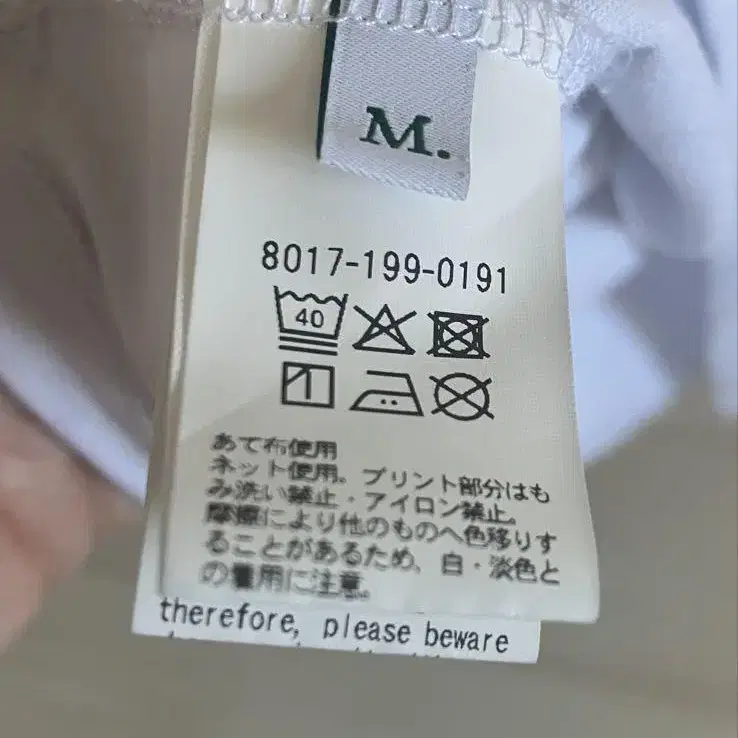 M.
8017-199-0191
40
あて布使用
ネット使用。プリント部分はも
み洗い禁止・アイロン禁止。
摩擦により他のものへ色移りす
ることがあるため、白・淡色と
の着用に注意。
therefore, please beware